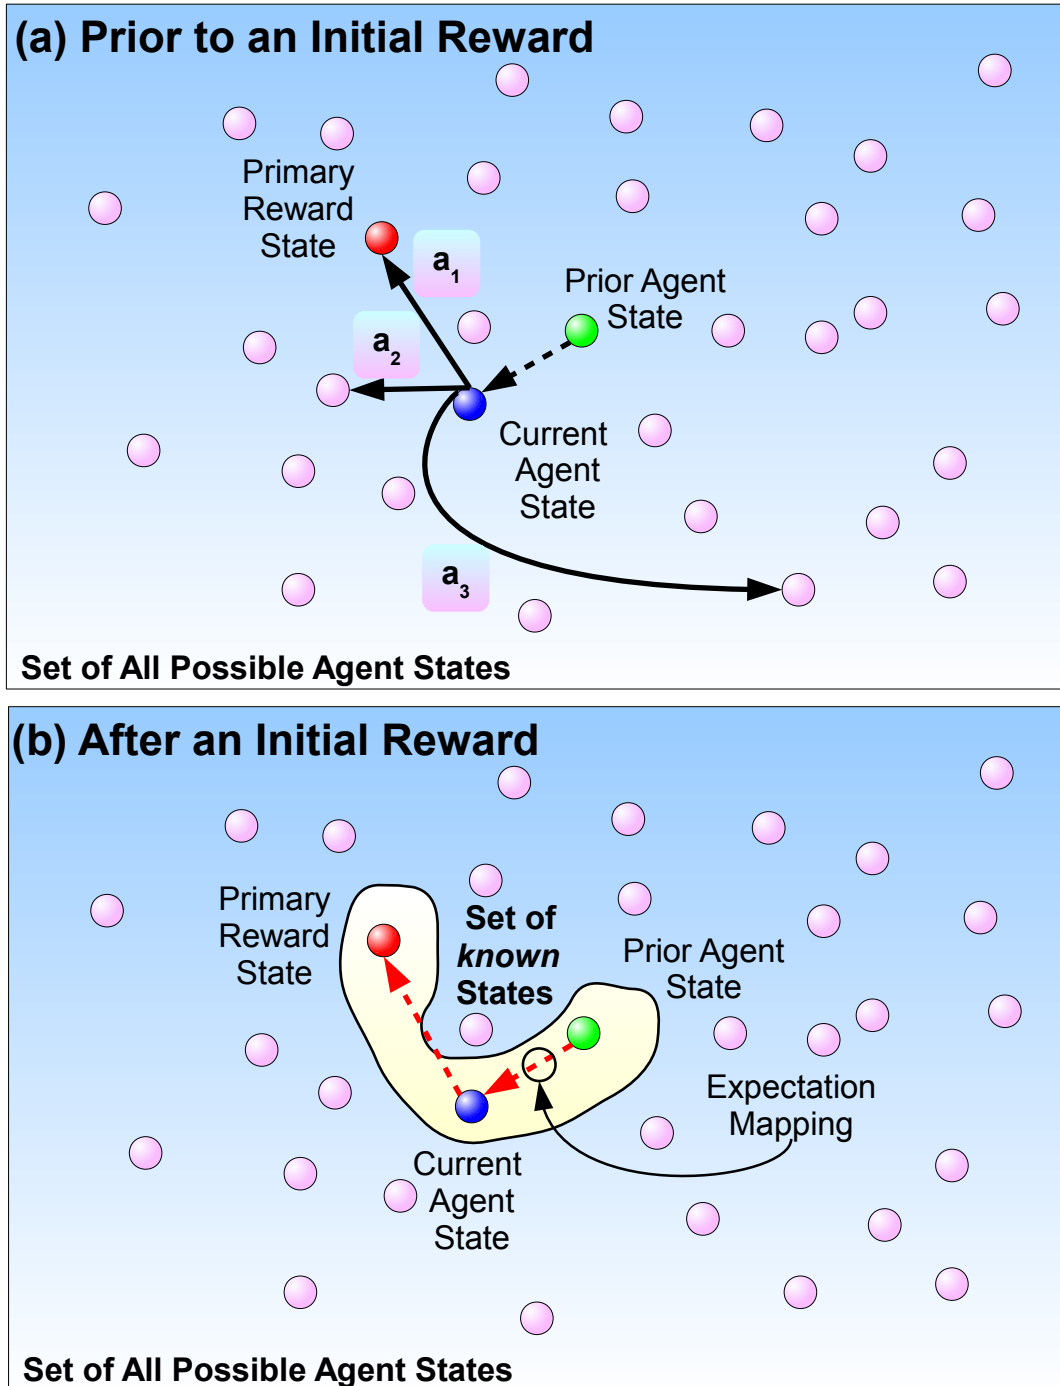 (a) Prior to an Initial Reward
Primary
Reward
State
a1
Prior Agent
State
a2
Current
Agent
State
a3
Set of All Possible Agent States
(b) After an Initial Reward
Primary
Reward
State
Set of
known
States
Prior Agent
State
Expectation
Mapping
Current
Agent
State
Set of All Possible Agent States